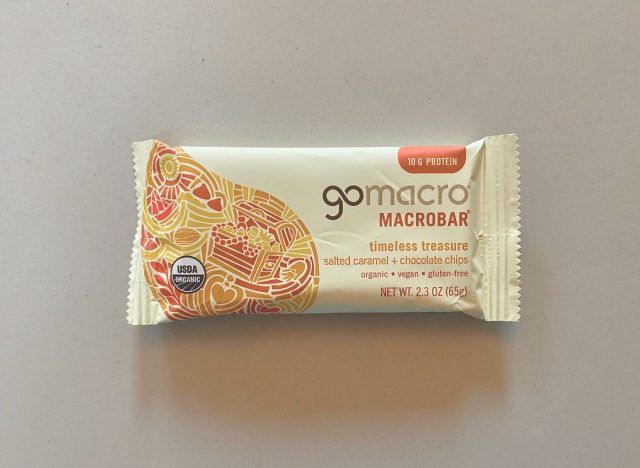 10 G PROTEIN
gomacro®
MACROBAR®
timeless treasure
salted caramel + chocolate chips
organic • vegan • gluten-free
NET WT. 2.3 OZ (65g)
USDA
ORGANIC